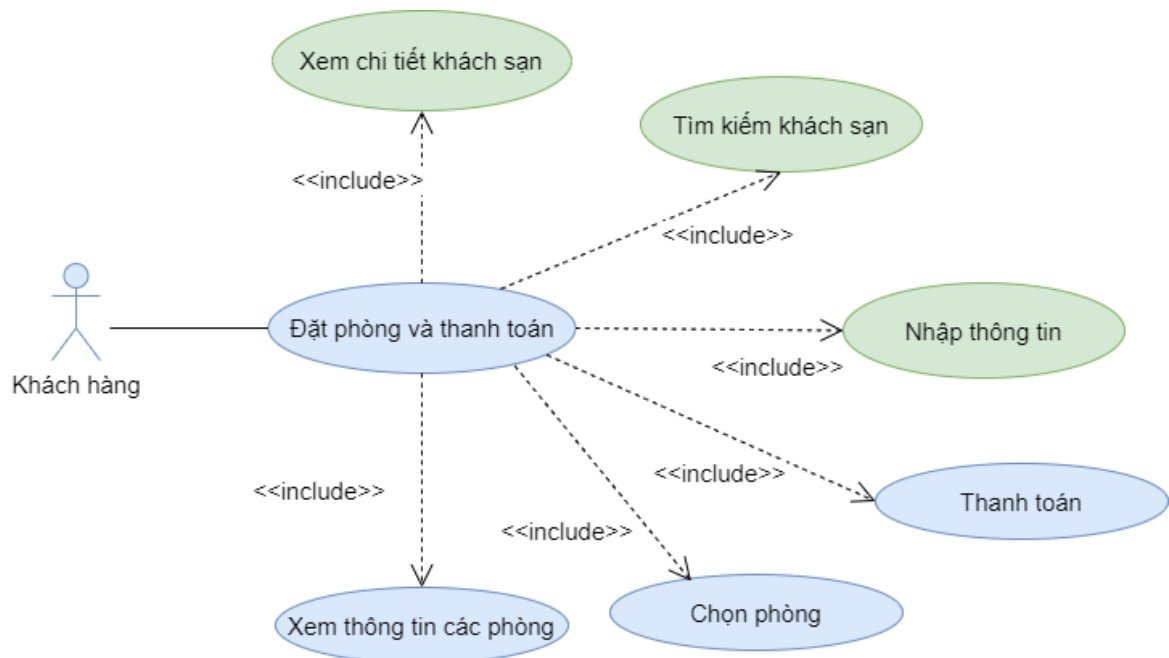 Xem chi tiết khách sạn
Tìm kiếm khách sạn
<<include>>
<<include>>
Đặt phòng và thanh toán
Nhập thông tin
<<include>>
Khách hàng
<<include>>
<<include>>
Thanh toán
<<include>>
Chọn phòng
Xem thông tin các phòng